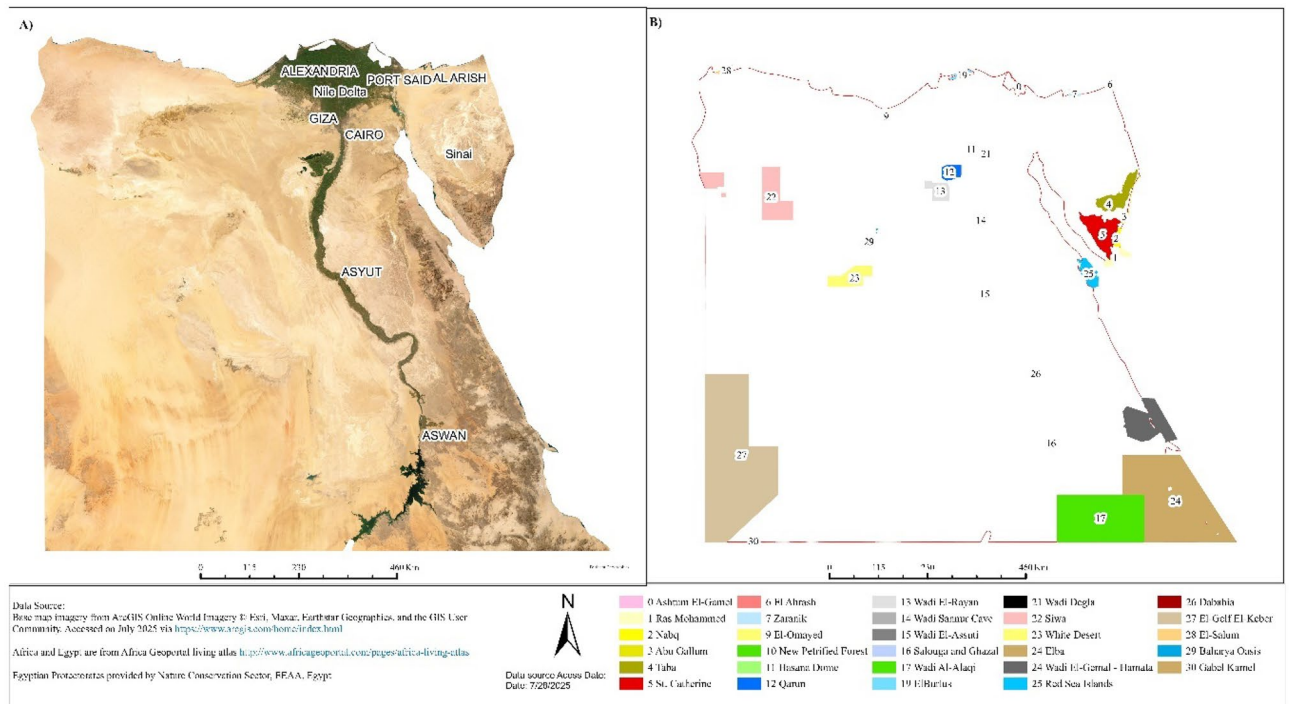 A)
ALEXANDRIA
PORT SAID
AL ARISH
Nile Delta
GIZA
CAIRO
Sinai
ASYUT
ASWAN
0 115 230 460 Km
B)
28
19
0
7
6
9
11
21
12
13
22
4
3
14
5
2
29
1
25
23
15
26
16
27
24
17
30
0 115 230 460 Km
Data Source:
Base map imagery from ArcGIS Online World Imagery © Esri, Maxar, Earthstar Geographics, and the GIS User
Community. Accessed on July 2025 via https://www.arcgis.com/home/index.html
Africa and Egypt are from Africa Geoportal living atlas http://www.africageoportal.com/pages/africa-living-atlas
Egyptian Protectorates provided by Nature Conservation Sector, EEAA, Egypt
N
Data source Acess Date:
Date: 7/28/2025
0 Ashtum El-Gamel
1 Ras Mohammed
2 Nabq
3 Abu Gallum
4 Taba
5 St. Catherine
6 El Ahrash
7 Zaranik
9 El-Omayed
10 New Petrified Forest
11 Hasana Dome
12 Qarun
13 Wadi El-Rayan
14 Wadi Sannur Cave
15 Wadi El-Assuti
16 Salouga and Ghazal
17 Wadi Al-Alaqi
19 ElBurlus
21 Wadi Degla
22 Siwa
23 White Desert
24 Elba
24 Wadi El-Gemal - Hamata
25 Red Sea Islands
26 Dababia
27 El-Gelf El Keber
28 El-Salum
29 Baharya Oasis
30 Gabel Kamel